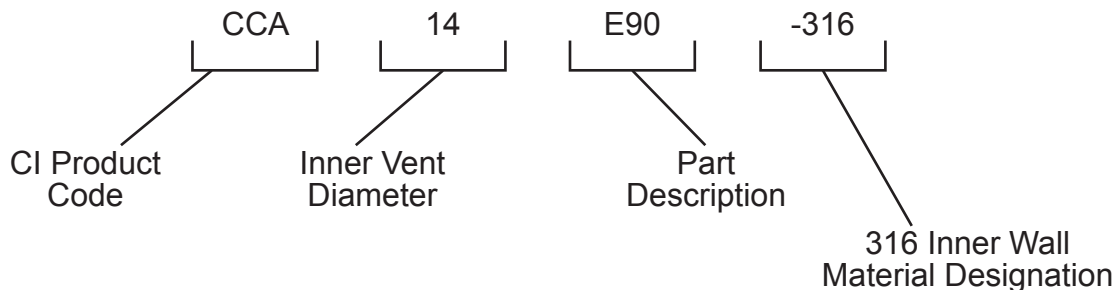 CCA 14 E90 -316
CI Product
Code
Inner Vent
Diameter
Part
Description
316 Inner Wall
Material Designation